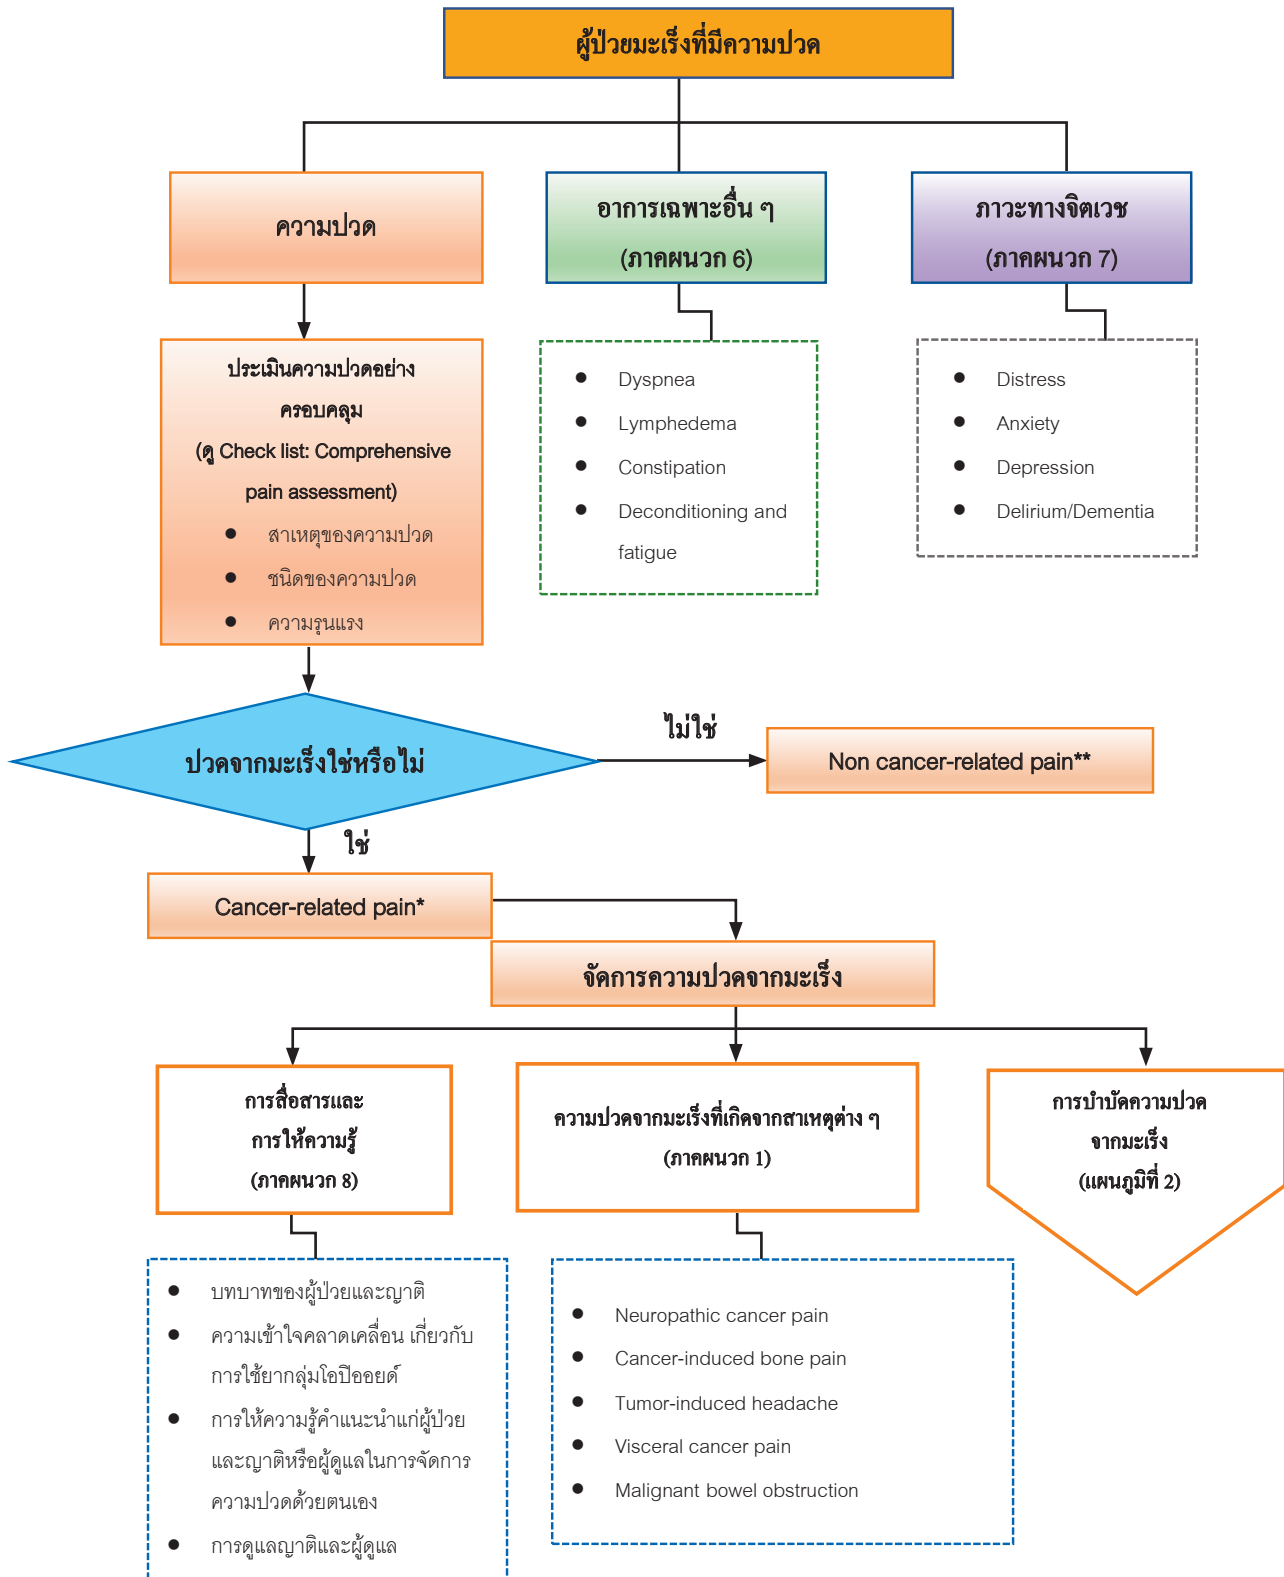 ผู้ป่วยมะเร็งที่มีความปวด
ความปวด
อาการเฉพาะอื่น ๆ
(ภาคผนวก 6)
ภาวะทางจิตเวช
(ภาคผนวก 7)
ประเมินความปวดอย่าง
ครอบคลุม
(ดู Check list: Comprehensive
pain assessment)
● สาเหตุของความปวด
● ชนิดของความปวด
● ความรุนแรง
● Dyspnea
● Lymphedema
● Constipation
● Deconditioning and
fatigue
● Distress
● Anxiety
● Depression
● Delirium/Dementia
ปวดจากมะเร็งใช่หรือไม่
ไม่ใช่
Non cancer-related pain**
ใช่
Cancer-related pain*
จัดการความปวดจากมะเร็ง
การสื่อสารและ
การให้ความรู้
(ภาคผนวก 8)
ความปวดจากมะเร็งที่เกิดจากสาเหตุต่าง ๆ
(ภาคผนวก 1)
การบำบัดความปวด
จากมะเร็ง
(แผนภูมิที่ 2)
● บทบาทของผู้ป่วยและญาติ
● ความเข้าใจคลาดเคลื่อน เกี่ยวกับ
การใช้ยากลุ่มโอปิออยด์
● การให้ความรู้คำแนะนำแก่ผู้ป่วย
และญาติหรือผู้ดูแลในการจัดการ
ความปวดด้วยตนเอง
● การดูแลญาติและผู้ดูแล
● Neuropathic cancer pain
● Cancer-induced bone pain
● Tumor-induced headache
● Visceral cancer pain
● Malignant bowel obstruction